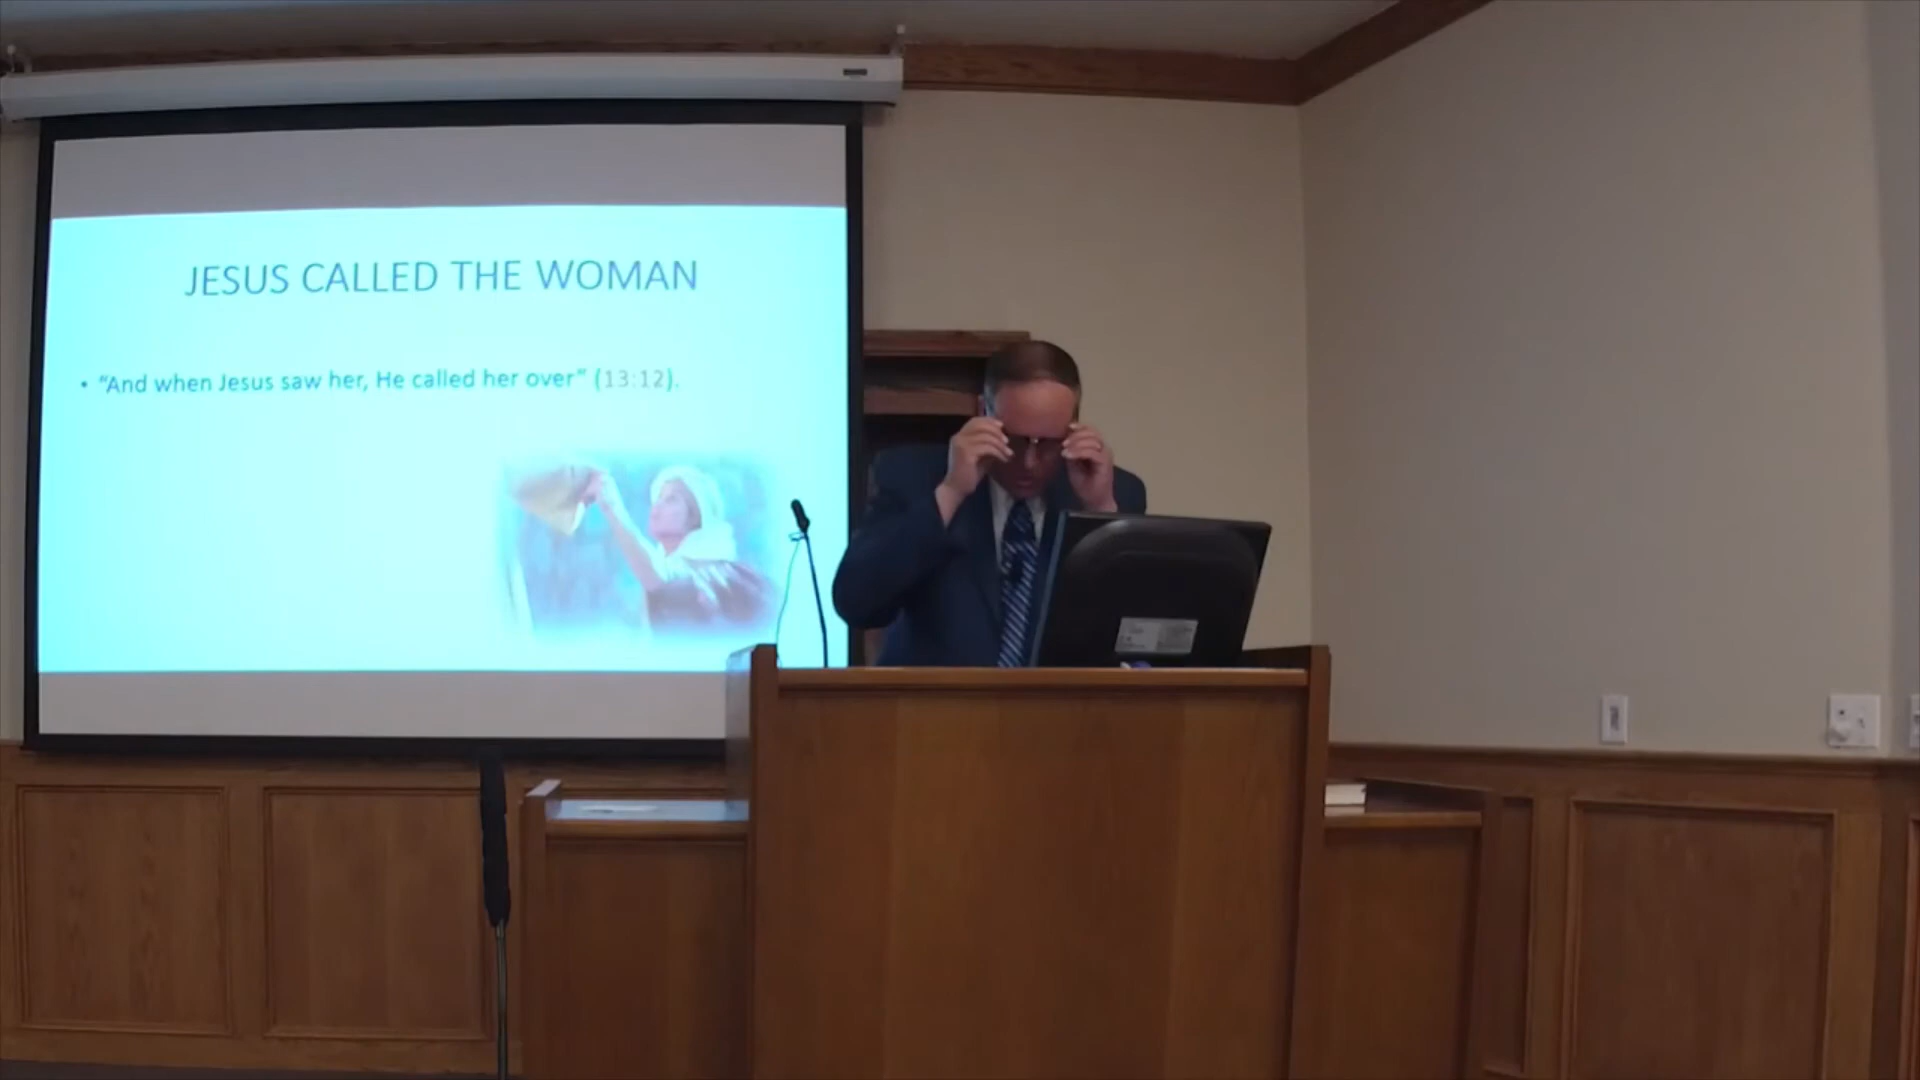 JESUS CALLED THE WOMAN
• “And when Jesus saw her, He called her over” (13:12).